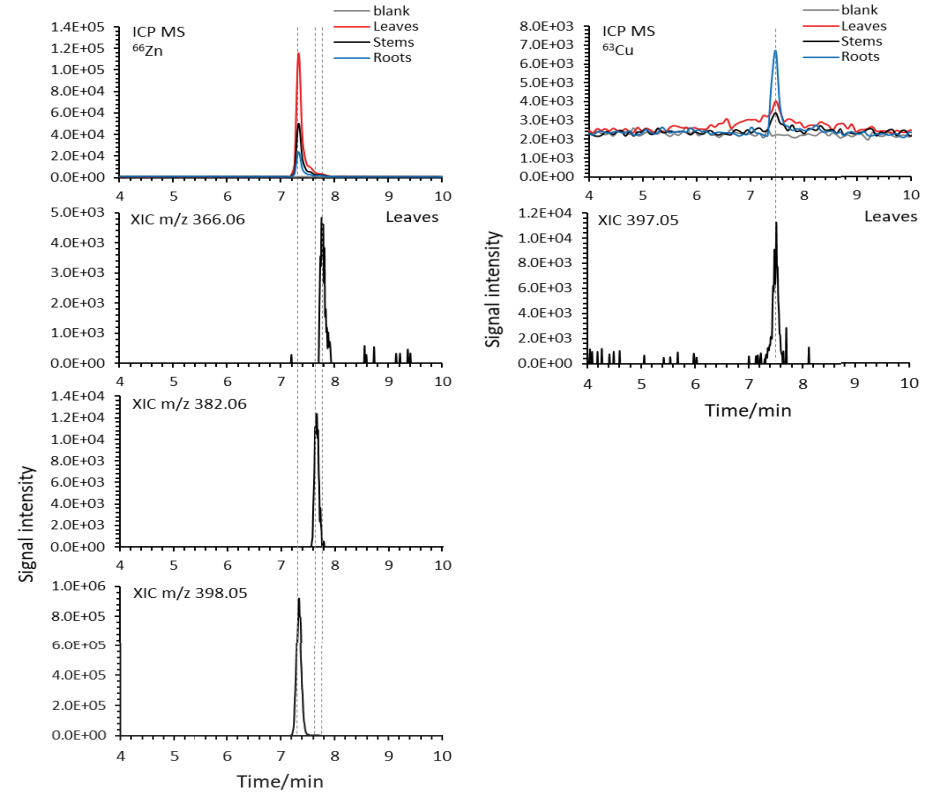 blank
Leaves
Stems
Roots
ICP MS
⁶⁶Zn
1.4E+05
1.2E+05
1.0E+05
8.0E+04
6.0E+04
4.0E+04
2.0E+04
0.0E+00
4 5 6 7 8 9 10
XIC m/z 366.06
Leaves
5.0E+03
4.0E+03
3.0E+03
2.0E+03
1.0E+03
0.0E+00
4 5 6 7 8 9 10
XIC m/z 382.06
1.4E+04
1.2E+04
1.0E+04
8.0E+03
6.0E+03
4.0E+03
2.0E+03
0.0E+00
4 5 6 7 8 9 10
Signal intensity
XIC m/z 398.05
1.0E+06
8.0E+05
6.0E+05
4.0E+05
2.0E+05
0.0E+00
4 5 6 7 8 9 10
Time/min
blank
Leaves
Stems
Roots
ICP MS
⁶³Cu
8.0E+03
7.0E+03
6.0E+03
5.0E+03
4.0E+03
3.0E+03
2.0E+03
1.0E+03
0.0E+00
4 5 6 7 8 9 10
XIC 397.05
Leaves
1.2E+04
1.0E+04
8.0E+03
6.0E+03
4.0E+03
2.0E+03
0.0E+00
Signal intensity
4 5 6 7 8 9 10
Time/min